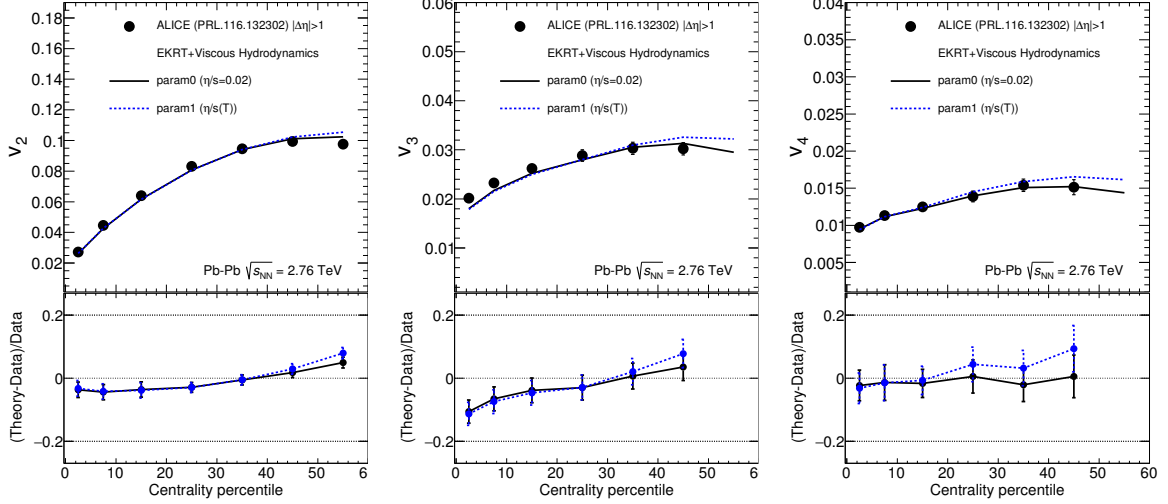 v2
0.18
0.16
0.14
0.12
0.1
0.08
0.06
0.04
0.02
ALICE (PRL.116.132302) |Δη|>1
EKRT+Viscous Hydrodynamics
param0 (η/s=0.02)
param1 (η/s(T))
Pb-Pb √sNN = 2.76 TeV
(Theory-Data)/Data
0.2
0
−0.2
0 10 20 30 40 50 6
Centrality percentile
v3
0.06
0.05
0.04
0.03
0.02
0.01
ALICE (PRL.116.132302) |Δη|>1
EKRT+Viscous Hydrodynamics
param0 (η/s=0.02)
param1 (η/s(T))
Pb-Pb √sNN = 2.76 TeV
(Theory-Data)/Data
0.2
0
−0.2
0 10 20 30 40 50 6
Centrality percentile
v4
0.04
0.035
0.03
0.025
0.02
0.015
0.01
0.005
ALICE (PRL.116.132302) |Δη|>1
EKRT+Viscous Hydrodynamics
param0 (η/s=0.02)
param1 (η/s(T))
Pb-Pb √sNN = 2.76 TeV
(Theory-Data)/Data
0.2
0
−0.2
0 10 20 30 40 50 60
Centrality percentile